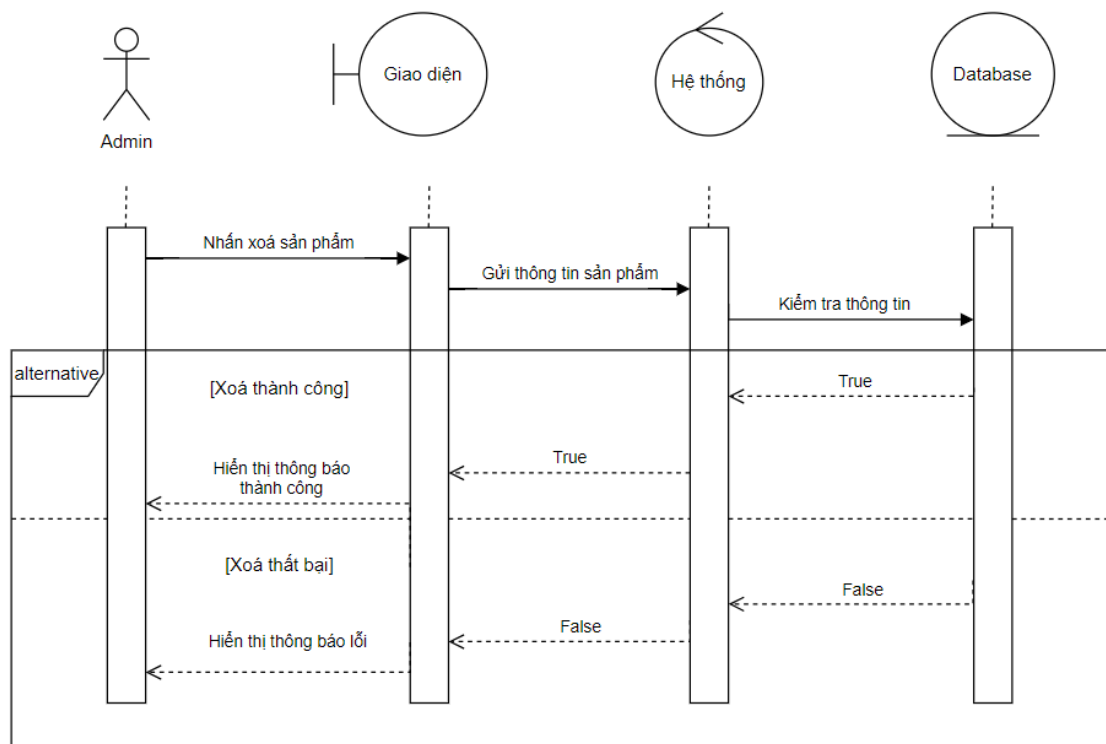 Admin
Giao diện
Hệ thống
Database
Nhấn xoá sản phẩm
Gửi thông tin sản phẩm
Kiểm tra thông tin
alternative
[Xoá thành công]
True
True
Hiển thị thông báo
thành công
[Xoá thất bại]
False
False
Hiển thị thông báo lỗi